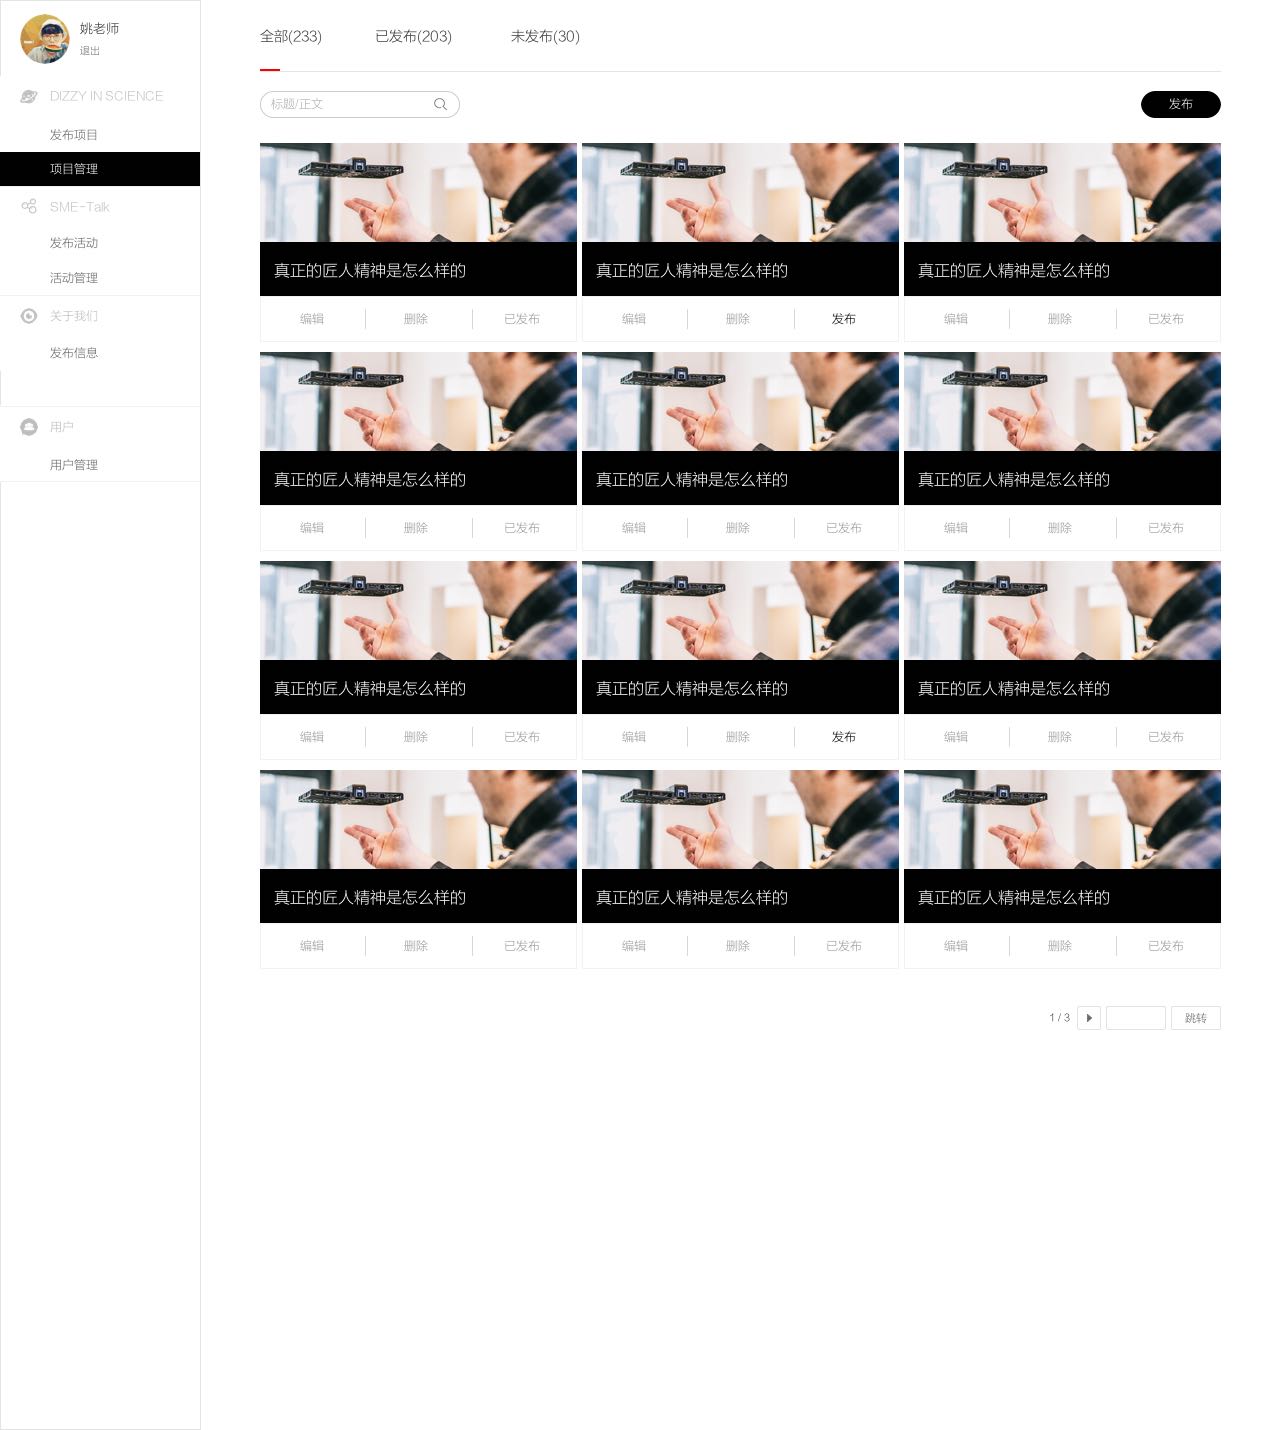 姚老师
退出
DIZZY IN SCIENCE
发布项目
项目管理
SME-Talk
发布活动
活动管理
关于我们
发布信息
用户
用户管理
全部(233) 已发布(203) 未发布(30)
标题/正文 发布
真正的匠人精神是怎么样的 真正的匠人精神是怎么样的 真正的匠人精神是怎么样的
编辑 删除 已发布 编辑 删除 发布 编辑 删除 已发布
真正的匠人精神是怎么样的 真正的匠人精神是怎么样的 真正的匠人精神是怎么样的
编辑 删除 已发布 编辑 删除 已发布 编辑 删除 已发布
真正的匠人精神是怎么样的 真正的匠人精神是怎么样的 真正的匠人精神是怎么样的
编辑 删除 已发布 编辑 删除 发布 编辑 删除 已发布
真正的匠人精神是怎么样的 真正的匠人精神是怎么样的 真正的匠人精神是怎么样的
编辑 删除 已发布 编辑 删除 已发布 编辑 删除 已发布
1 / 3 跳转